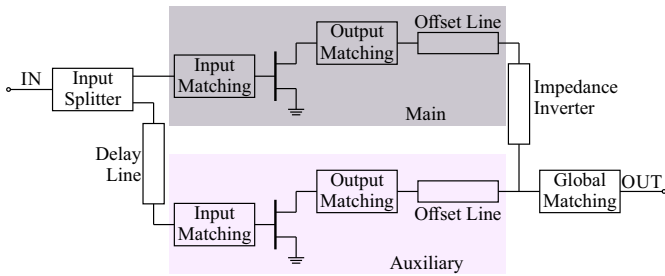 IN
Input
Splitter
Input
Matching
Output
Matching
Offset Line
Impedance
Inverter
Main
Delay
Line
Input
Matching
Output
Matching
Offset Line
Auxiliary
Global
Matching
OUT